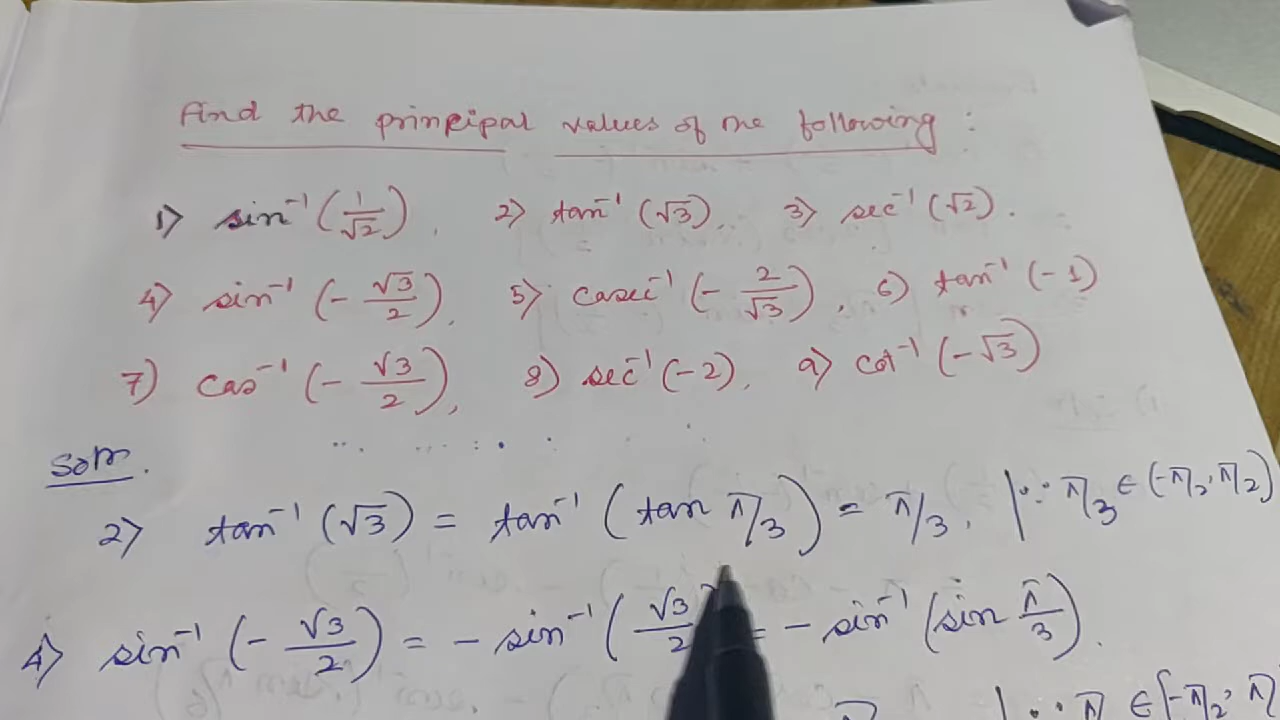 Find the principal values of the following :
1) sin⁻¹(1/√2), 2) tan⁻¹(√3), 3) sec⁻¹(√2).
4) sin⁻¹(-√3/2), 5) cosec⁻¹(-2/√3), 6) tan⁻¹(-1)
7) cos⁻¹(-√3/2), 8) sec⁻¹(-2), 9) cot⁻¹(-√3)
Soln.
2) tan⁻¹(√3) = tan⁻¹(tan π/3) = π/3. | ∵ π/3 ∈ (-π/2, π/2)
4) sin⁻¹(-√3/2) = - sin⁻¹(√3/2) = - sin⁻¹(sin π/3).
π | ∵ π ∈ [-π/2, π